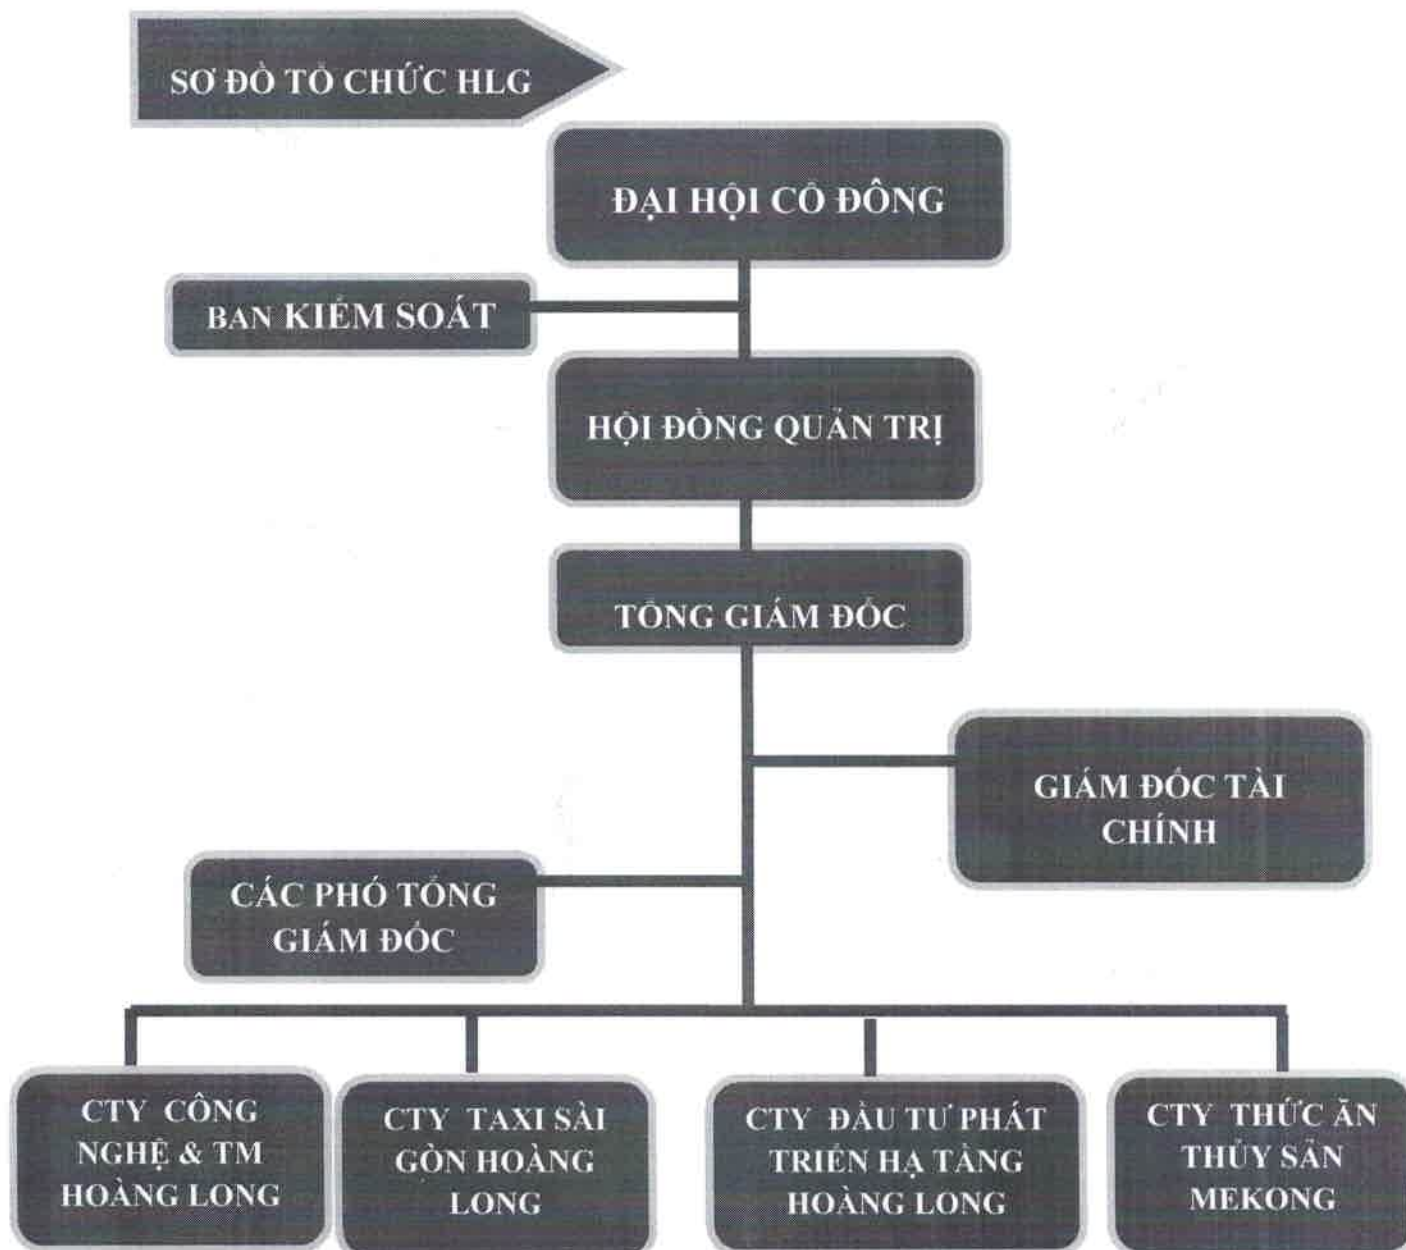 SƠ ĐỒ TỔ CHỨC HLG
ĐẠI HỘI CỔ ĐÔNG
BAN KIỂM SOÁT
HỘI ĐỒNG QUẢN TRỊ
TỔNG GIÁM ĐỐC
GIÁM ĐỐC TÀI
CHÍNH
CÁC PHÓ TỔNG
GIÁM ĐỐC
CTY CÔNG
NGHỆ & TM
HOÀNG LONG
CTY TAXI SÀI
GÒN HOÀNG
LONG
CTY ĐẦU TƯ PHÁT
TRIỂN HẠ TẦNG
HOÀNG LONG
CTY THỨC ĂN
THỦY SẢN
MEKONG